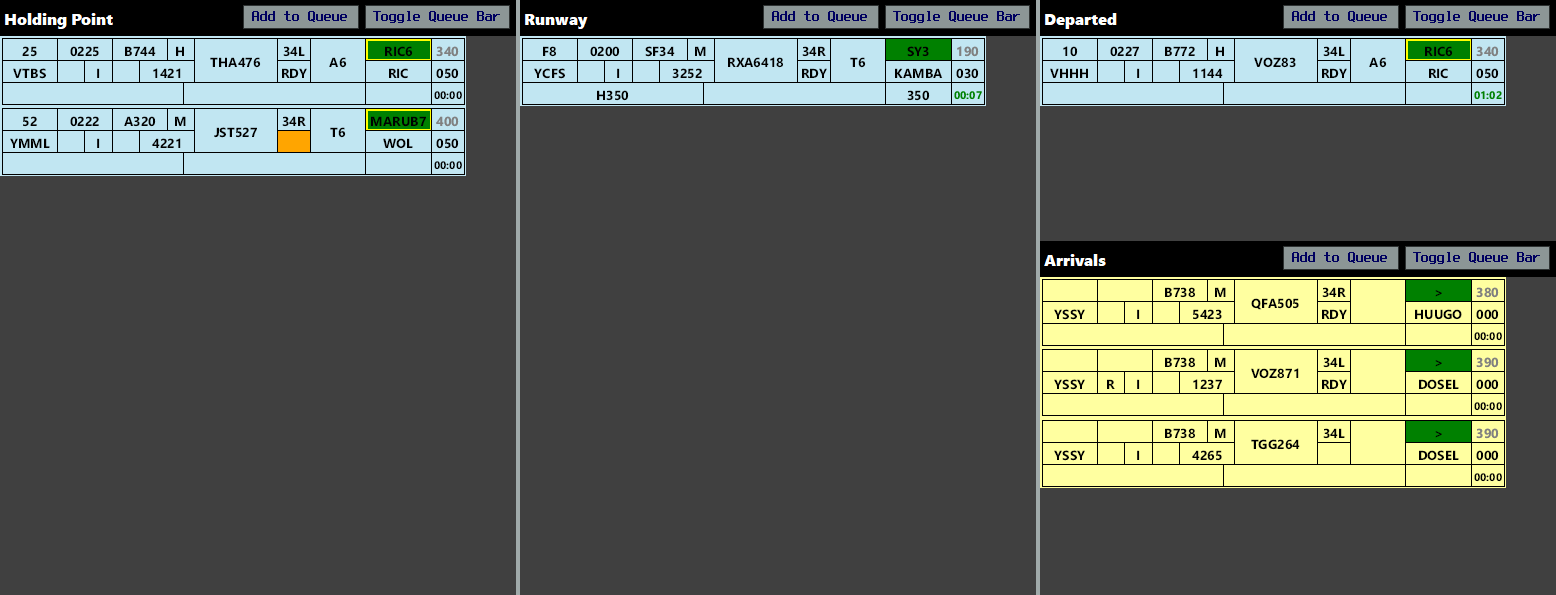 Holding Point Add to Queue Toggle Queue Bar
25 0225 B744 H THA476 34L A6 RIC6 340
VTBS I 1421 RDY RIC 050
00:00
52 0222 A320 M JST527 34R T6 MARUB7 400
YMML I 4221 WOL 050
00:00
Runway Add to Queue Toggle Queue Bar
F8 0200 SF34 M RXA6418 34R T6 SY3 190
YCFS I 3252 RDY KAMBA 030
H350 350 00:07
Departed Add to Queue Toggle Queue Bar
10 0227 B772 H VOZ83 34L A6 RIC6 340
VHHH I 1144 RDY RIC 050
01:02
Arrivals Add to Queue Toggle Queue Bar
B738 M QFA505 34R > 380
YSSY I 5423 RDY HUUGO 000
00:00
B738 M VOZ871 34L > 390
YSSY R I 1237 RDY DOSEL 000
00:00
B738 M TGG264 34L > 390
YSSY I 4265 DOSEL 000
00:00